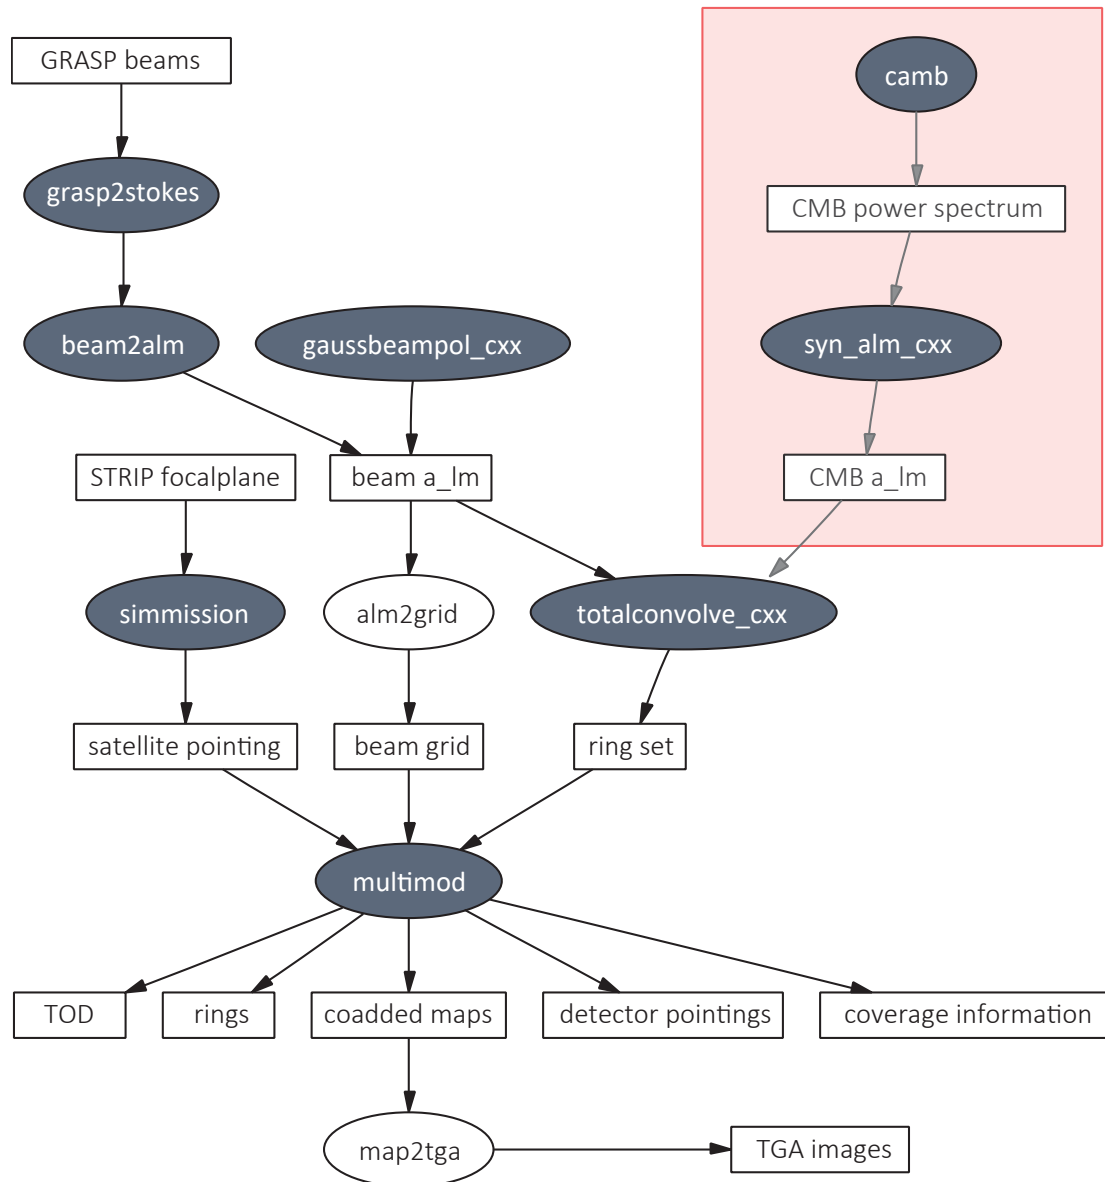 GRASP beams
camb
grasp2stokes
CMB power spectrum
beam2alm
gaussbeampol_cxx
syn_alm_cxx
STRIP focalplane
beam a_lm
CMB a_lm
simmission
alm2grid
totalconvolve_cxx
satellite pointing
beam grid
ring set
multimod
TOD
rings
coadded maps
detector pointings
coverage information
map2tga
TGA images